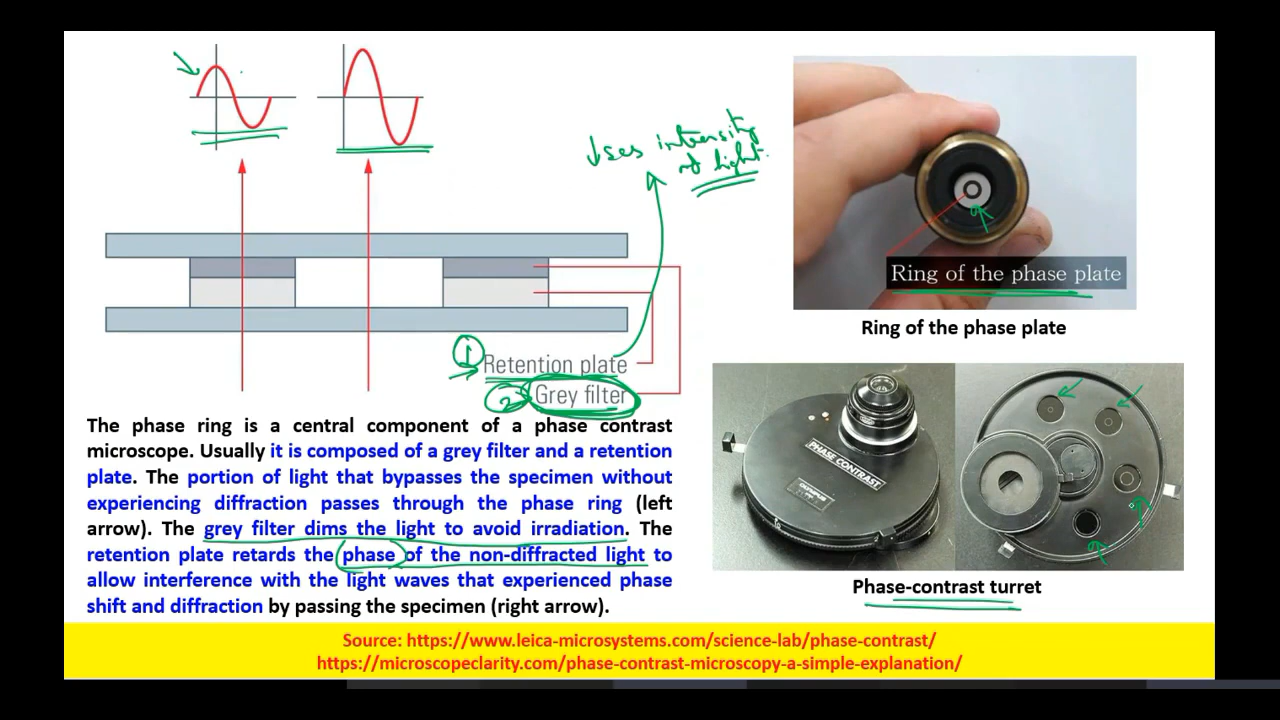 ↓ses intensity
of light.
Ring of the phase plate
Ring of the phase plate
1 Retention plate
2 Grey filter
PHASE CONTRAST
OLYMPUS
Phase-contrast turret
The phase ring is a central component of a phase contrast
microscope. Usually it is composed of a grey filter and a retention
plate. The portion of light that bypasses the specimen without
experiencing diffraction passes through the phase ring (left
arrow). The grey filter dims the light to avoid irradiation. The
retention plate retards the phase of the non-diffracted light to
allow interference with the light waves that experienced phase
shift and diffraction by passing the specimen (right arrow).
Source: https://www.leica-microsystems.com/science-lab/phase-contrast/
https://microscopeclarity.com/phase-contrast-microscopy-a-simple-explanation/